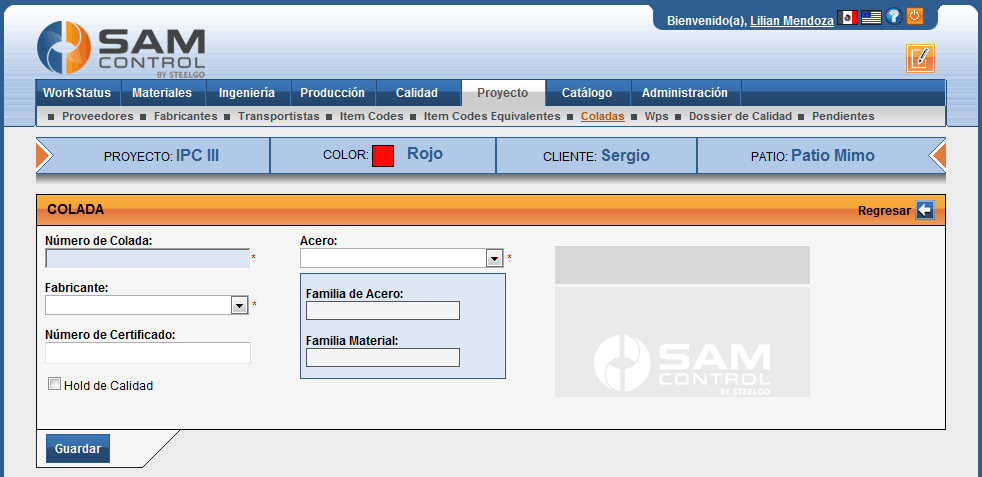 Bienvenido(a), Lilian Mendoza
SAM
CONTROL
BY STEELGO
WorkStatus Materiales Ingeniería Producción Calidad Proyecto Catálogo Administración
Proveedores Fabricantes Transportistas Item Codes Item Codes Equivalentes Coladas Wps Dossier de Calidad Pendientes
PROYECTO: IPC III COLOR: Rojo CLIENTE: Sergio PATIO: Patio Mimo
COLADA Regresar
Número de Colada: Acero:
* *
Fabricante: Familia de Acero:
*
Número de Certificado: Familia Material:
Hold de Calidad
SAM
CONTROL
BY STEELGO
Guardar